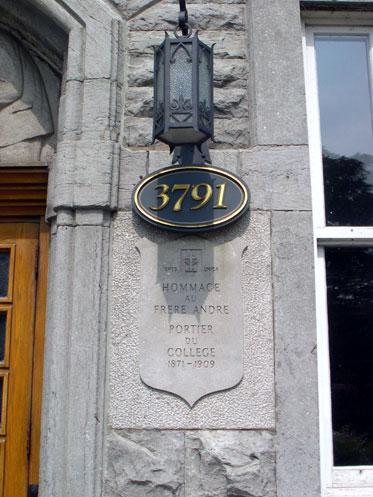 3791
HOMMAGE
AU
FRERE ANDRE
PORTIER
DU
COLLEGE
1871-1909